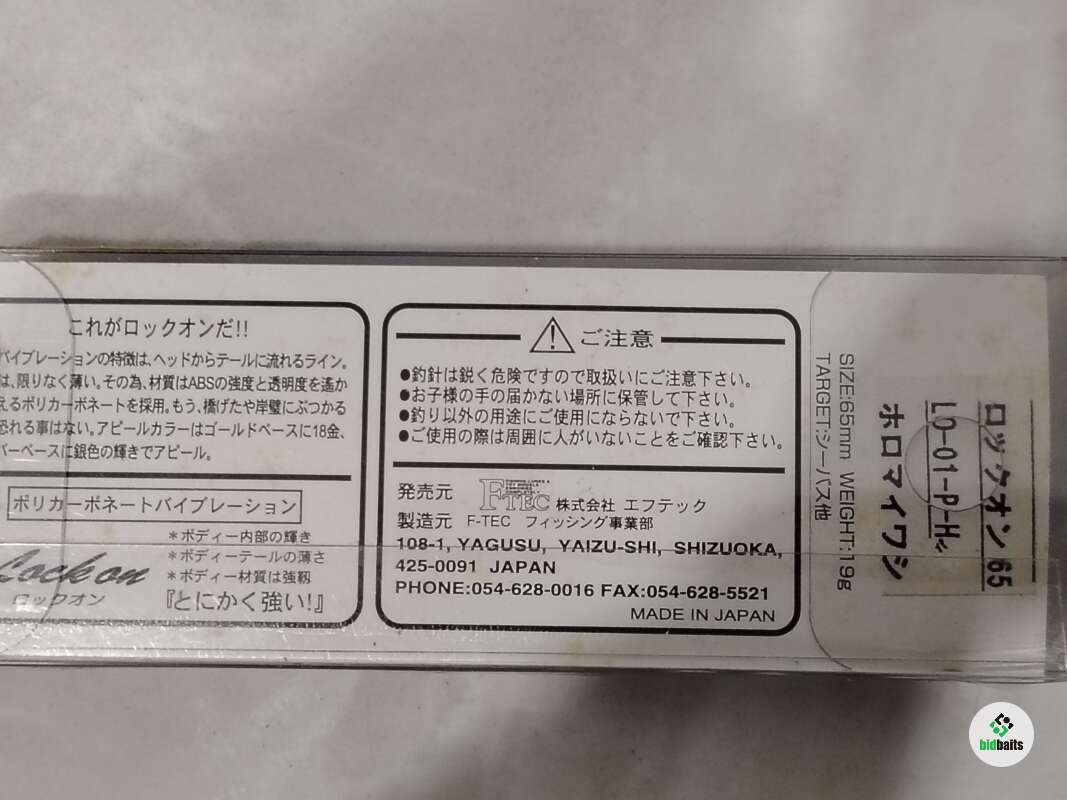 これがロックオンだ!!
バイブレーションの特徴は、ヘッドからテールに流れるライン。
は、限りなく薄い。その為、材質はABSの強度と透明度を遙か
えるポリカーボネートを採用。もう、橋げたや岸壁にぶつかる
恐れる事はない。アピールカラーはゴールドベースに18金、
バーベースに銀色の輝きでアピール。
ポリカーボネートバイブレーション
Lock on
ロックオン
*ボディー内部の輝き
*ボディーテールの薄さ
*ボディー材質は強靱
『とにかく強い!』
ご注意
●釣針は鋭く危険ですので取扱いにご注意下さい。
●お子様の手の届かない場所に保管して下さい。
●釣り以外の用途にご使用にならないで下さい。
●ご使用の際は周囲に人がいないことをご確認下さい。
発売元 F-TEC 株式会社 エフテック
製造元 F-TEC フィッシング事業部
108-1, YAGUSU, YAIZU-SHI, SHIZUOKA,
425-0091 JAPAN
PHONE:054-628-0016 FAX:054-628-5521
MADE IN JAPAN
ロックオン65
LO-01-P-H
ホロマイワシ
SIZE:65mm WEIGHT:19g
TARGET:シーバス他
bidbaits